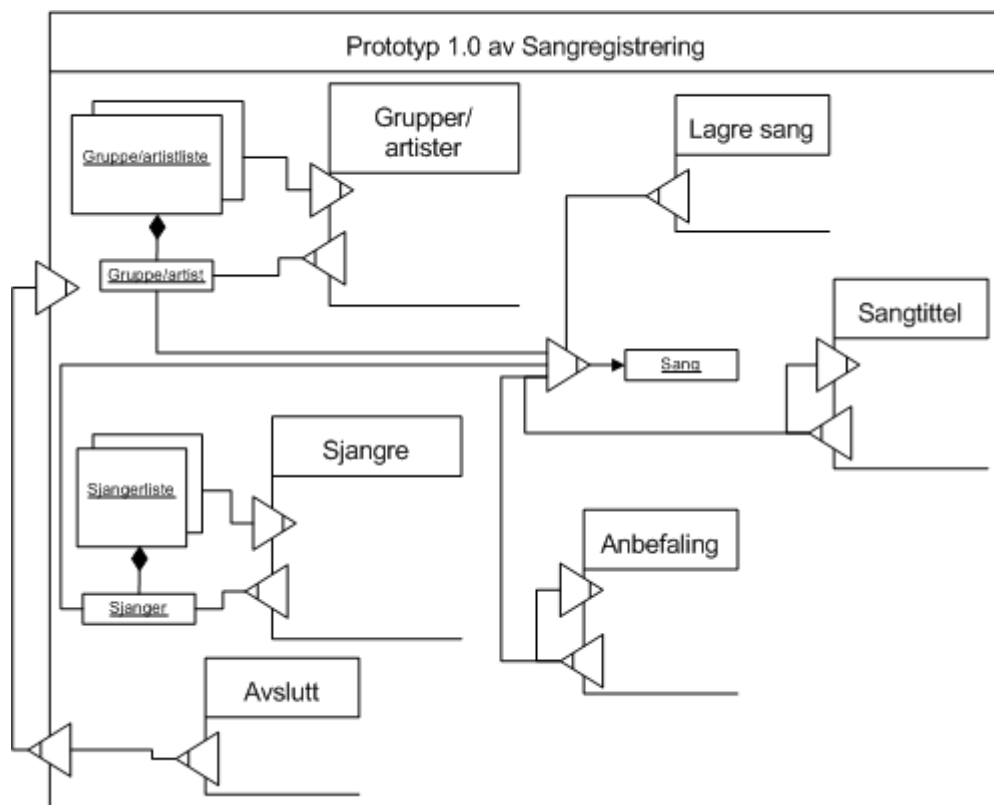 Prototyp 1.0 av Sangregistrering
Grupper/
artister
Lagre sang
Gruppe/artistliste
Gruppe/artist
Sangtittel
Sang
Sjangre
Sjangerliste
Anbefaling
Sjanger
Avslutt